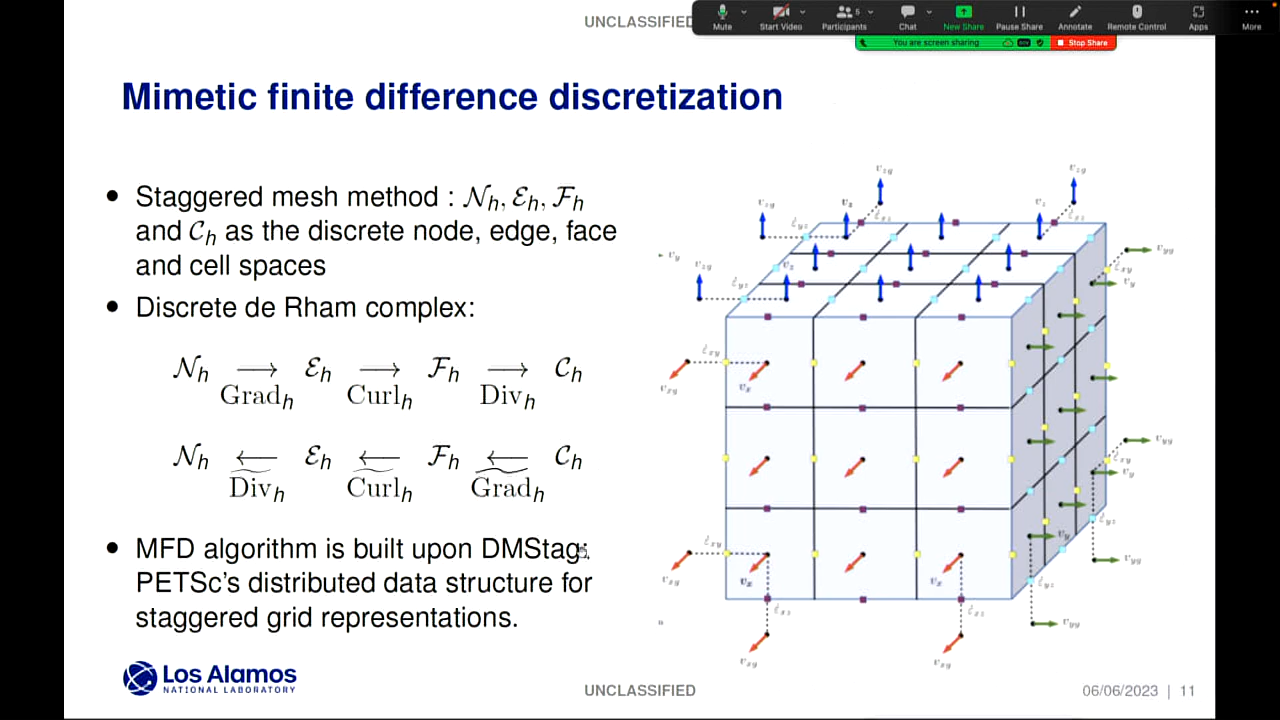 UNCLASSIFIED
Mute
Start Video
Participants
5
Chat
New Share
Pause Share
Annotate
Remote Control
Apps
More
You are screen sharing
Stop Share
Mimetic finite difference discretization
• Staggered mesh method : 𝒩h, ℰh, ℱh
and 𝒞h as the discrete node, edge, face
and cell spaces
• Discrete de Rham complex:
𝒩h ⟶ ℰh ⟶ ℱh ⟶ 𝒞h
Gradh Curlh Divh
𝒩h ⟵ ℰh ⟵ ℱh ⟵ 𝒞h
Divh Curlh Gradh
• MFD algorithm is built upon DMStag:
PETSc's distributed data structure for
staggered grid representations.
Los Alamos
NATIONAL LABORATORY
UNCLASSIFIED
06/06/2023 | 11